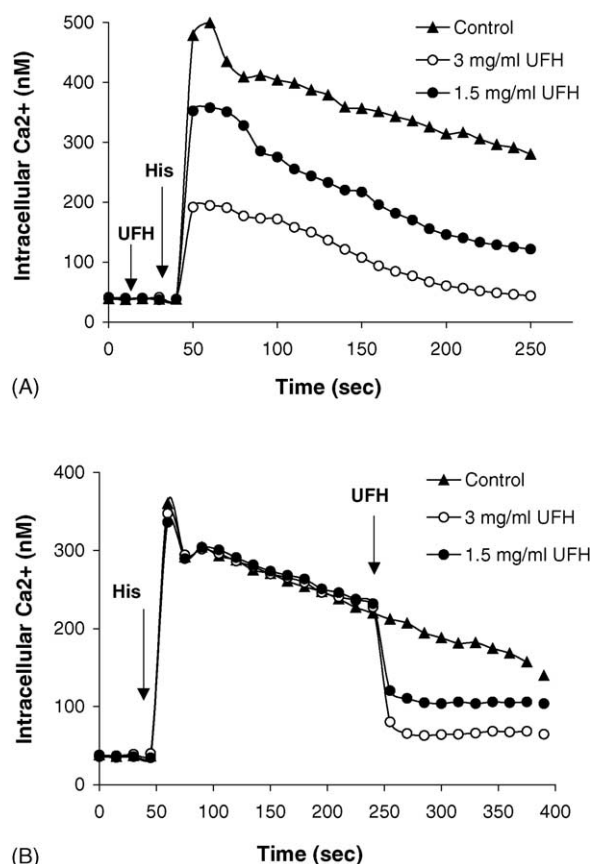 500
400
300
200
100
0
Intracellular Ca2+ (nM)
UFH
His
Control
3 mg/ml UFH
1.5 mg/ml UFH
0 50 100 150 200 250
Time (sec)
(A)
400
300
200
100
0
Intracellular Ca2+ (nM)
His
UFH
Control
3 mg/ml UFH
1.5 mg/ml UFH
0 50 100 150 200 250 300 350 400
Time (sec)
(B)